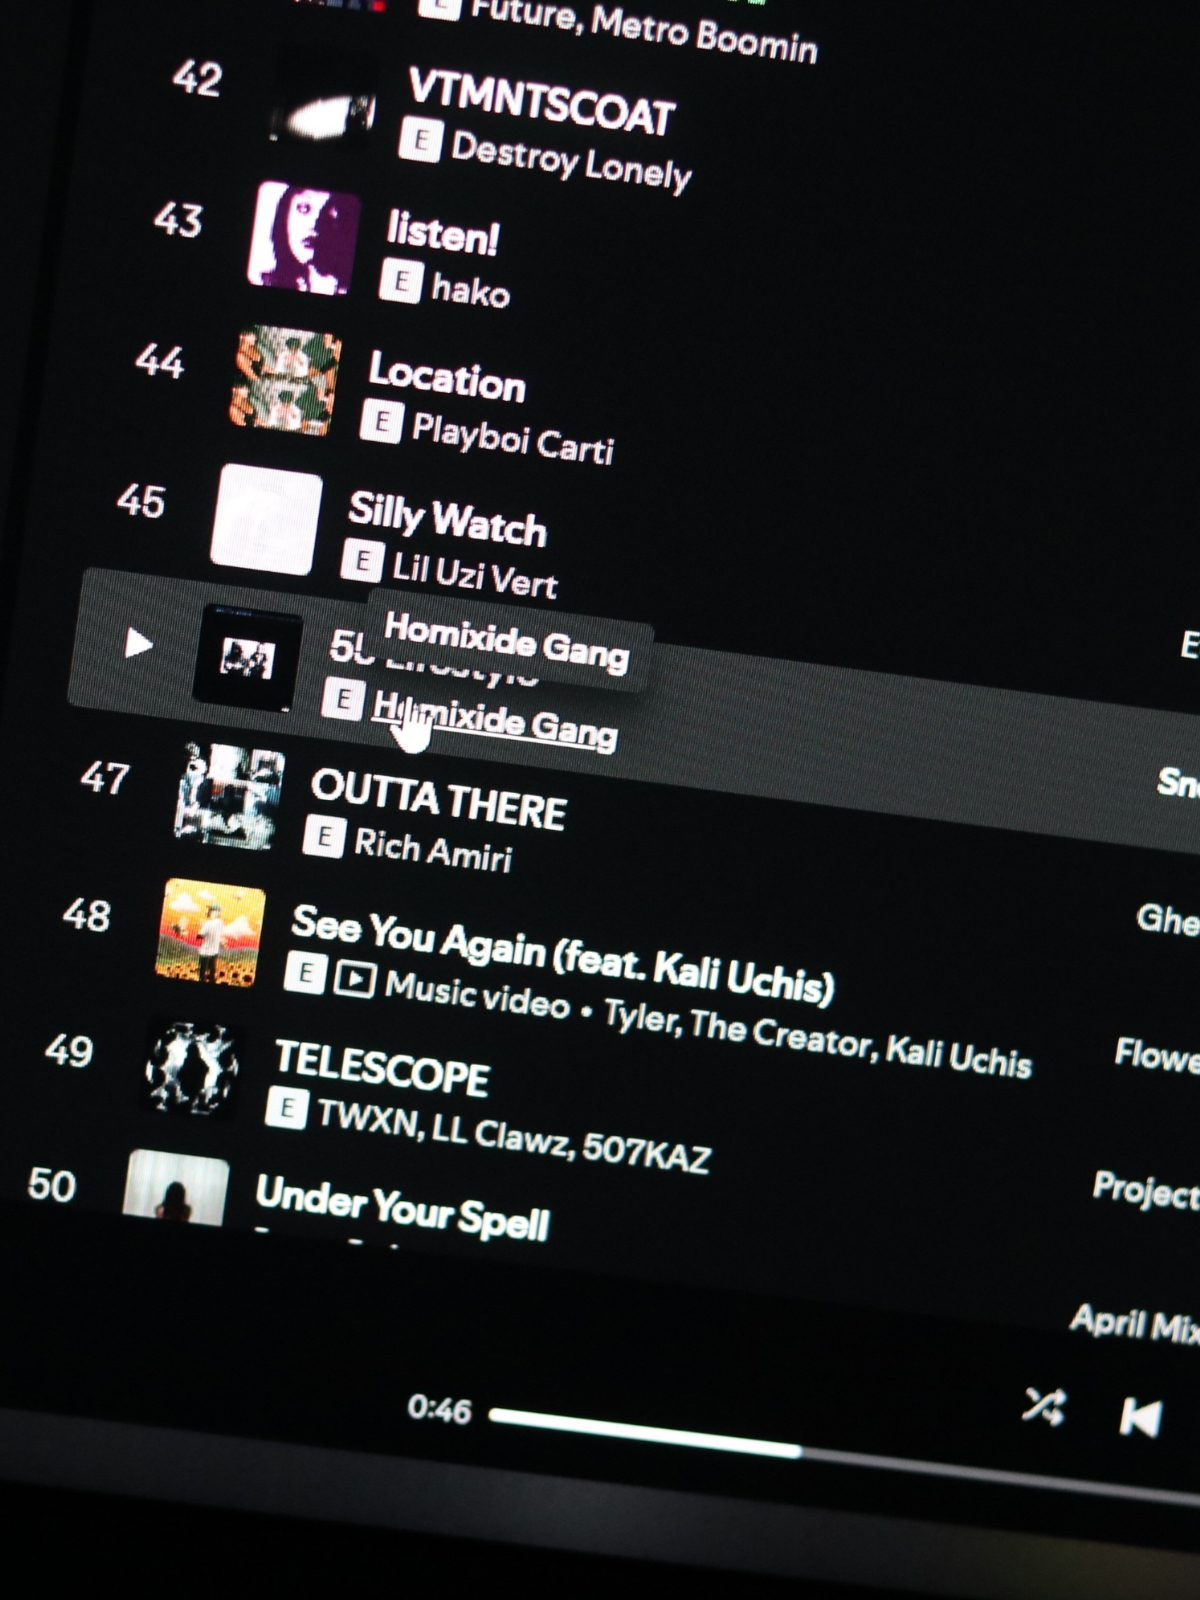 E Future, Metro Boomin
42
VTMNTSCOAT
E Destroy Lonely
43
listen!
E hako
44
Location
E Playboi Carti
45
Silly Watch
E Lil Uzi Vert
Homixide Gang
E Homixide Gang
E
47
OUTTA THERE
E Rich Amiri
Sn
48
See You Again (feat. Kali Uchis)
E Music video • Tyler, The Creator, Kali Uchis
Ghe
49
TELESCOPE
E TWXN, LL Clawz, 507KAZ
Flowe
50
Under Your Spell
Project
April Mix
0:46